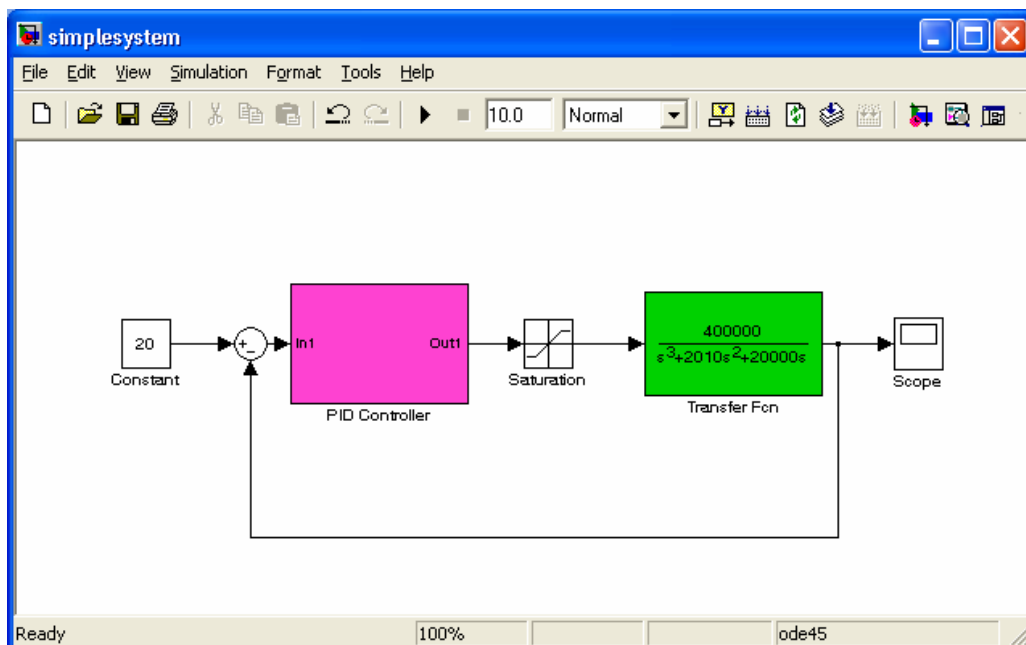 simplesystem
File Edit View Simulation Format Tools Help
10.0 Normal
20
Constant
+
-
In1 Out1
PID Controller
Saturation
400000
s³+2010s²+20000s
Transfer Fcn
Scope
Ready 100% ode45